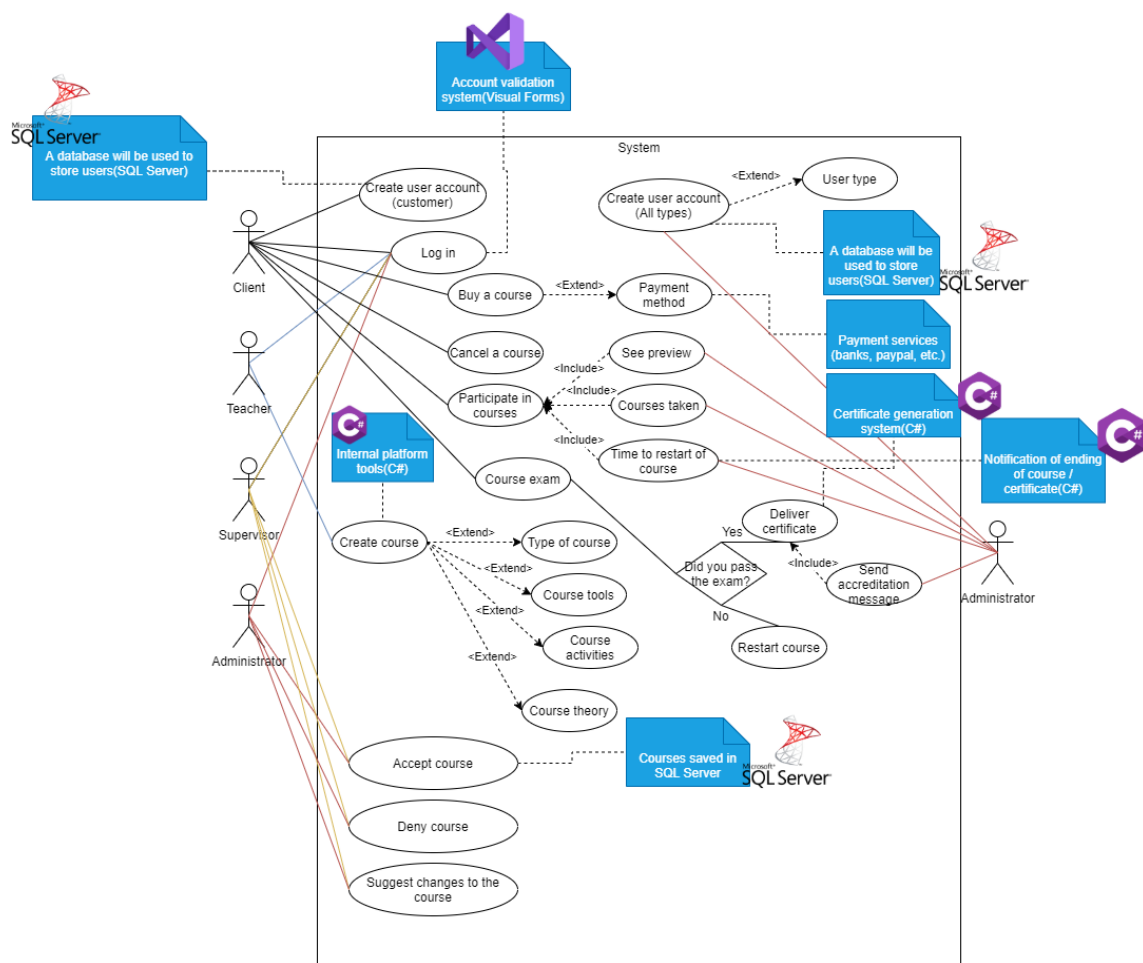 Account validation
system(Visual Forms)
Microsoft®
SQL Server®
A database will be used to
store users(SQL Server)
System
Create user account
(customer)
<Extend>
User type
Create user account
(All types)
Client
Log in
A database will be
used to store
users(SQL Server)
Microsoft®
SQL Server®
Buy a course
<Extend>
Payment
method
Payment services
(banks, paypal, etc.)
Cancel a course
See preview
Teacher
<Include>
<Include>
Participate in
courses
Courses taken
C#
Certificate generation
system(C#)
C#
Internal platform
tools(C#)
<Include>
Time to restart of
course
C#
Notification of ending
of course /
certificate(C#)
Course exam
Supervisor
Create course
<Extend>
Type of course
Yes
Deliver
certificate
<Extend>
Course tools
Did you pass
the exam?
<Include>
Send
accreditation
message
Administrator
<Extend>
No
Course
activities
Restart course
Administrator
<Extend>
Course theory
Accept course
Courses saved in
SQL Server
Microsoft®
SQL Server®
Deny course
Suggest changes to the
course